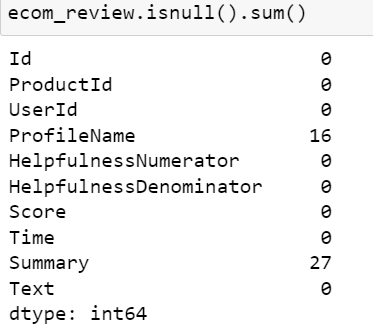 ecom_review.isnull().sum()
Id 0
ProductId 0
UserId 0
ProfileName 16
HelpfulnessNumerator 0
HelpfulnessDenominator 0
Score 0
Time 0
Summary 27
Text 0
dtype: int64